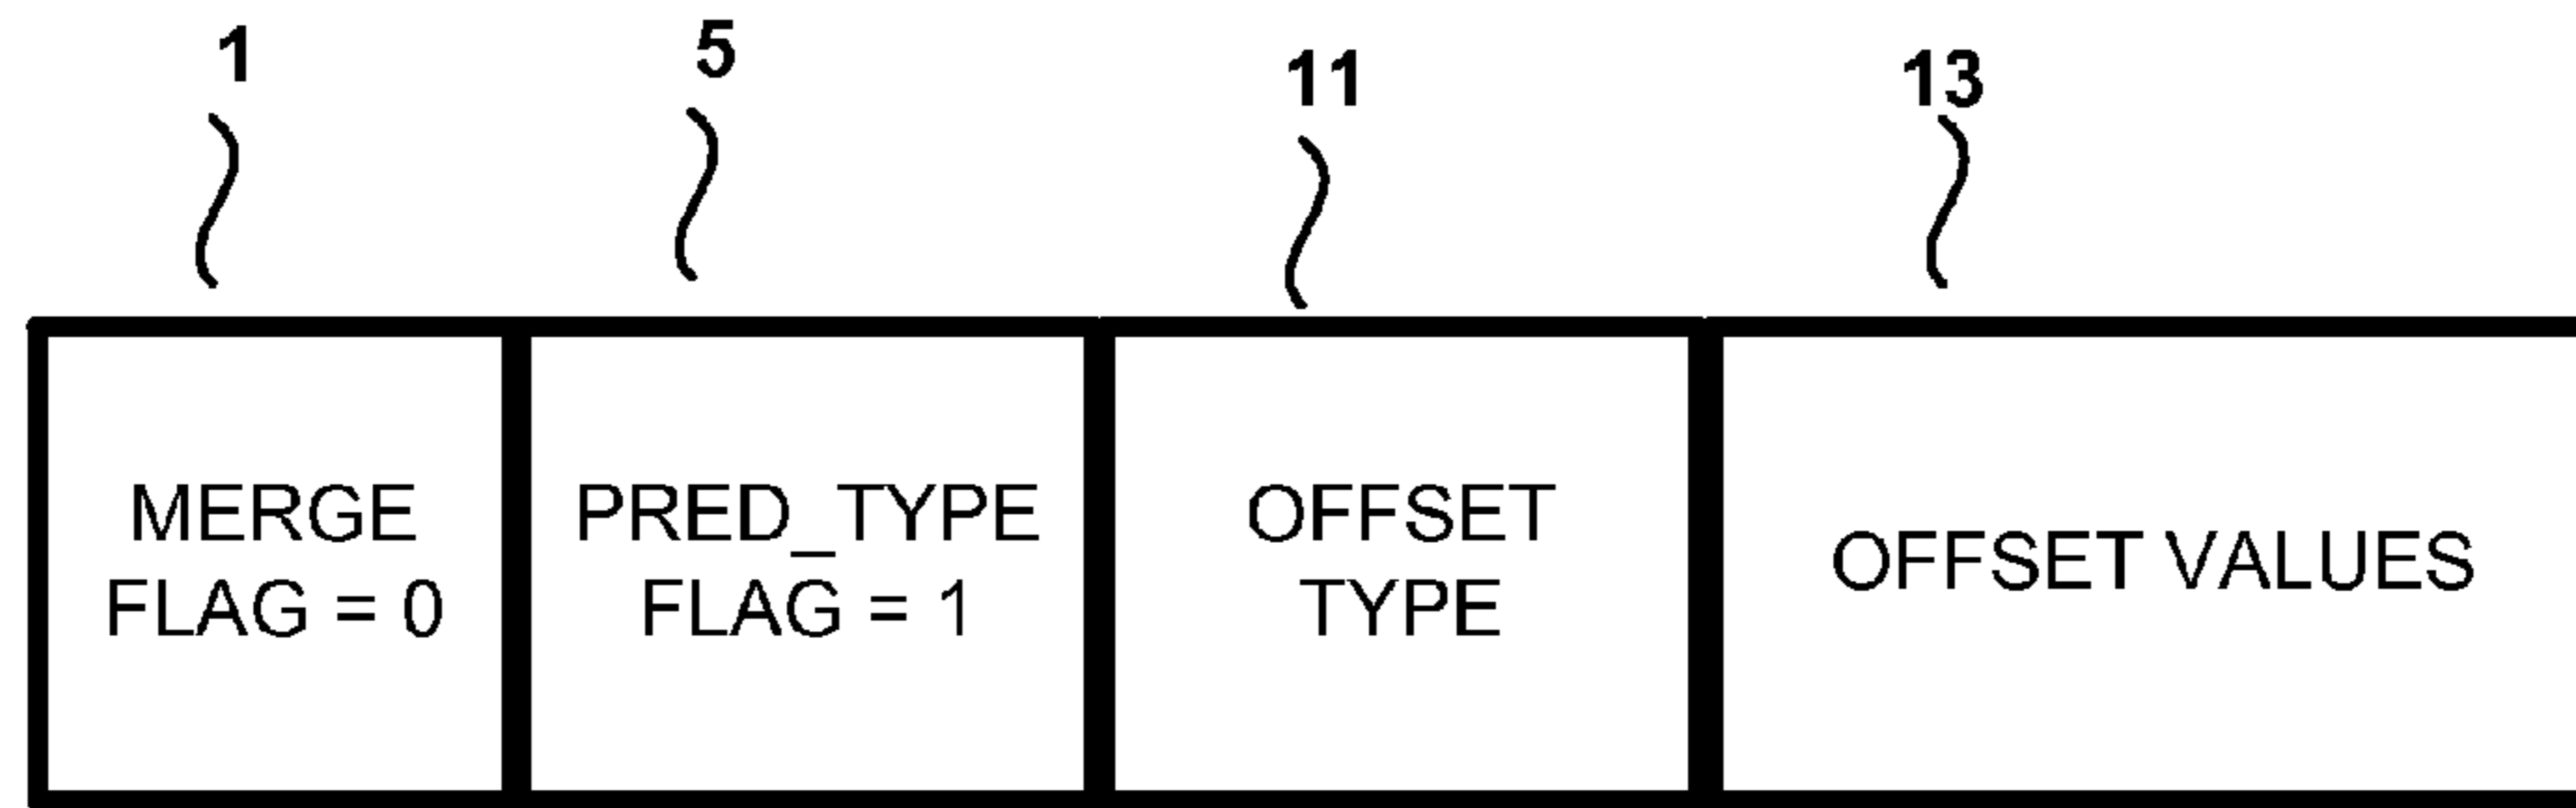 1 5 11 13
MERGE
FLAG = 0
PRED_TYPE
FLAG = 1
OFFSET
TYPE
OFFSET VALUES